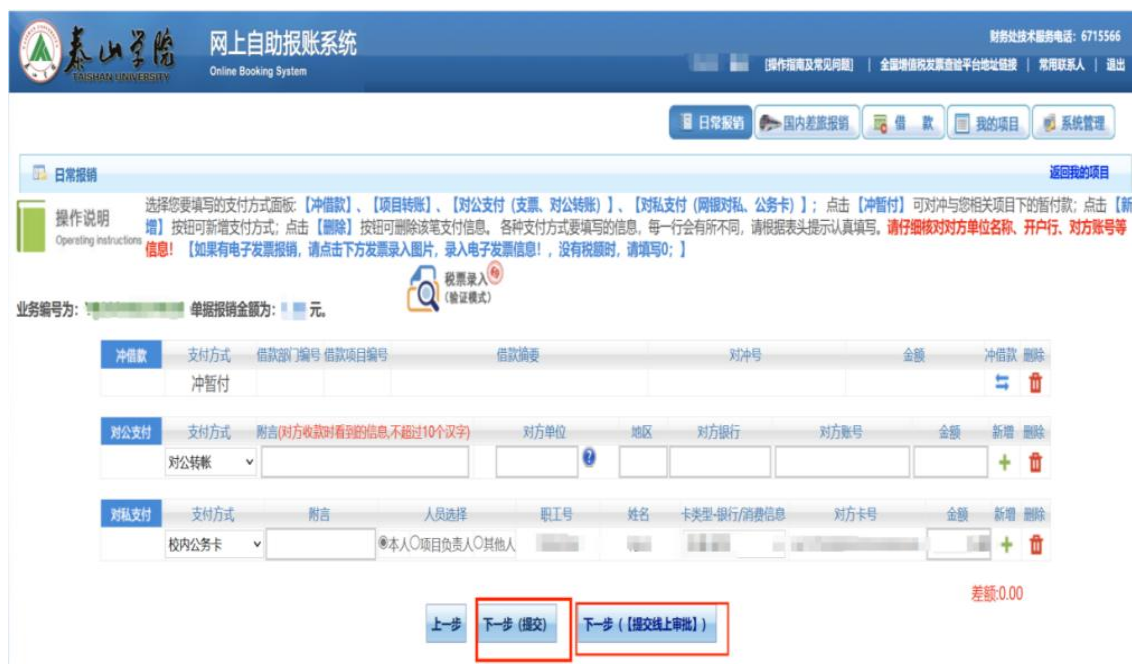 泰山学院
TAISHAN UNIVERSITY
网上自助报账系统
Online Booking System
财务处技术服务电话：6715566
[操作指南及常见问题] | 全国增值税发票查验平台地址链接 | 常用联系人 | 退出
日常报销 国内差旅报销 借 款 我的项目 系统管理
日常报销 返回我的项目
操作说明
Operating instructions
选择您要填写的支付方式面板:【冲借款】、【项目转账】、【对公支付（支票、对公转账）】、【对私支付（网银对私、公务卡）】； 点击【冲暂付】可对冲与您相关项目下的暂付款；点击【新
增】按钮可新增支付方式；点击【删除】按钮可删除该笔支付信息。 各种支付方式要填写的信息，每一行会有所不同，请根据表头提示认真填写。请仔细核对对方单位名称、开户行、对方账号等
信息！【如果有电子发票报销，请点击下方发票录入图片，录入电子发票信息！，没有税额时，请填写0；】
税票录入
(验证模式)
业务编号为： 单据报销金额为： 元。
冲借款 支付方式 借款部门编号 借款项目编号 借款摘要 对冲号 金额 冲借款 删除
冲暂付
对公支付 支付方式 附言(对方收款时看到的信息,不超过10个汉字) 对方单位 地区 对方银行 对方账号 金额 新增 删除
对公转帐
对私支付 支付方式 附言 人员选择 职工号 姓名 卡类型-银行/消费信息 对方卡号 金额 新增 删除
校内公务卡 本人 项目负责人 其他人
差额:0.00
上一步 下一步（提交） 下一步（【提交线上审批】）